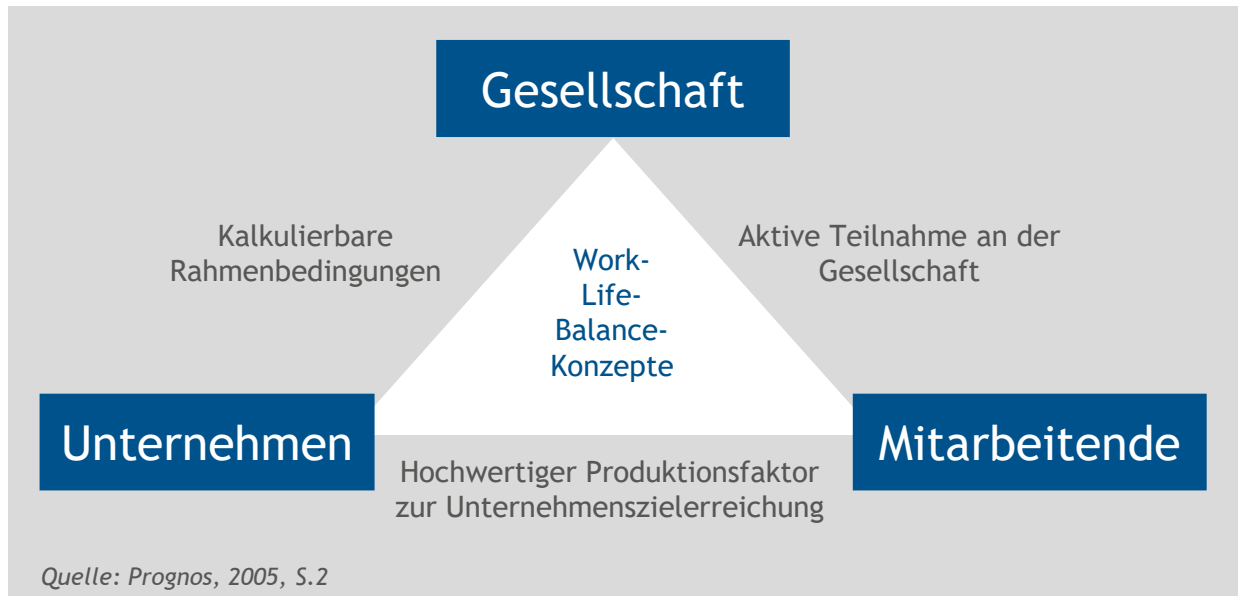 Gesellschaft
Kalkulierbare
Rahmenbedingungen
Aktive Teilnahme an der
Gesellschaft
Work-
Life-
Balance-
Konzepte
Unternehmen
Mitarbeitende
Hochwertiger Produktionsfaktor
zur Unternehmenszielerreichung
Quelle: Prognos, 2005, S.2